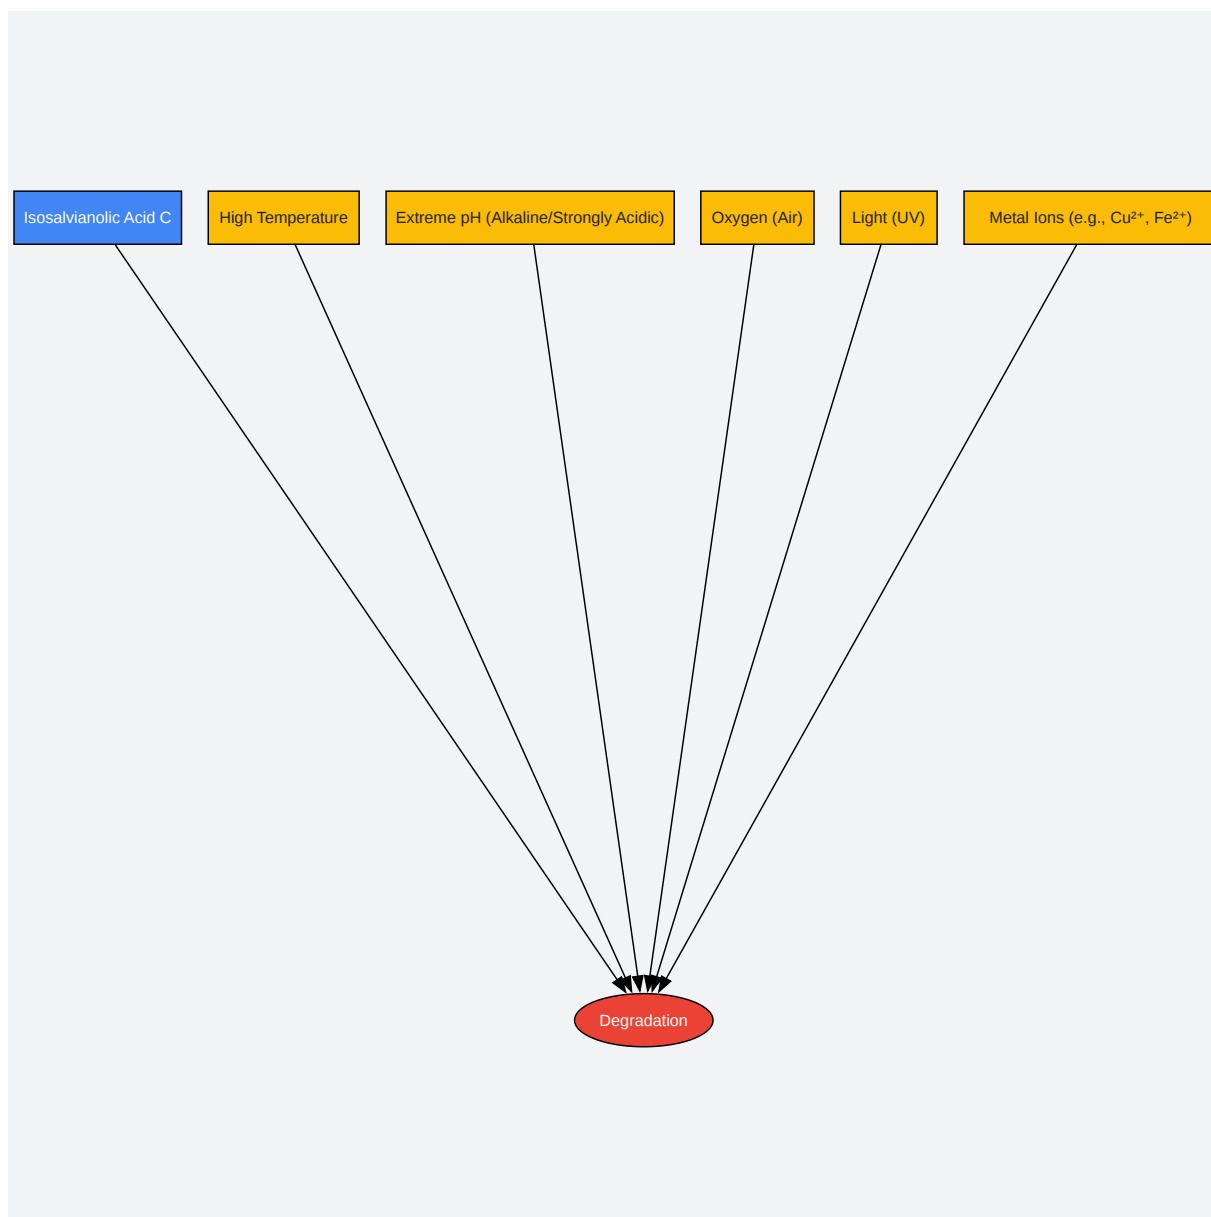 Isosalvianolic Acid C
High Temperature
Extreme pH (Alkaline/Strongly Acidic)
Oxygen (Air)
Light (UV)
Metal Ions (e.g., Cu²⁺, Fe²⁺)
Degradation